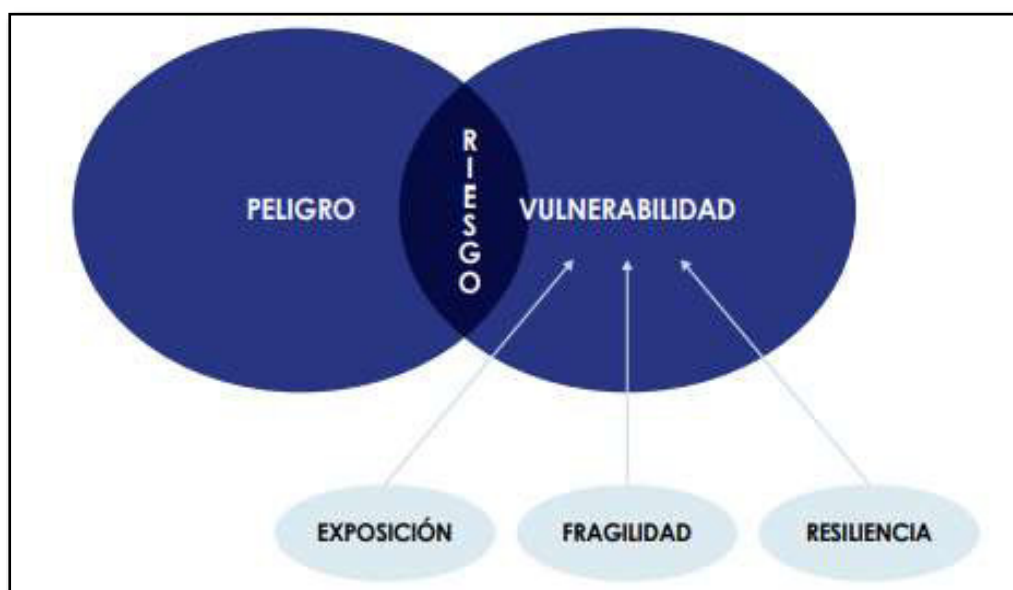 PELIGRO
RIESGO
VULNERABILIDAD
EXPOSICIÓN
FRAGILIDAD
RESILIENCIA